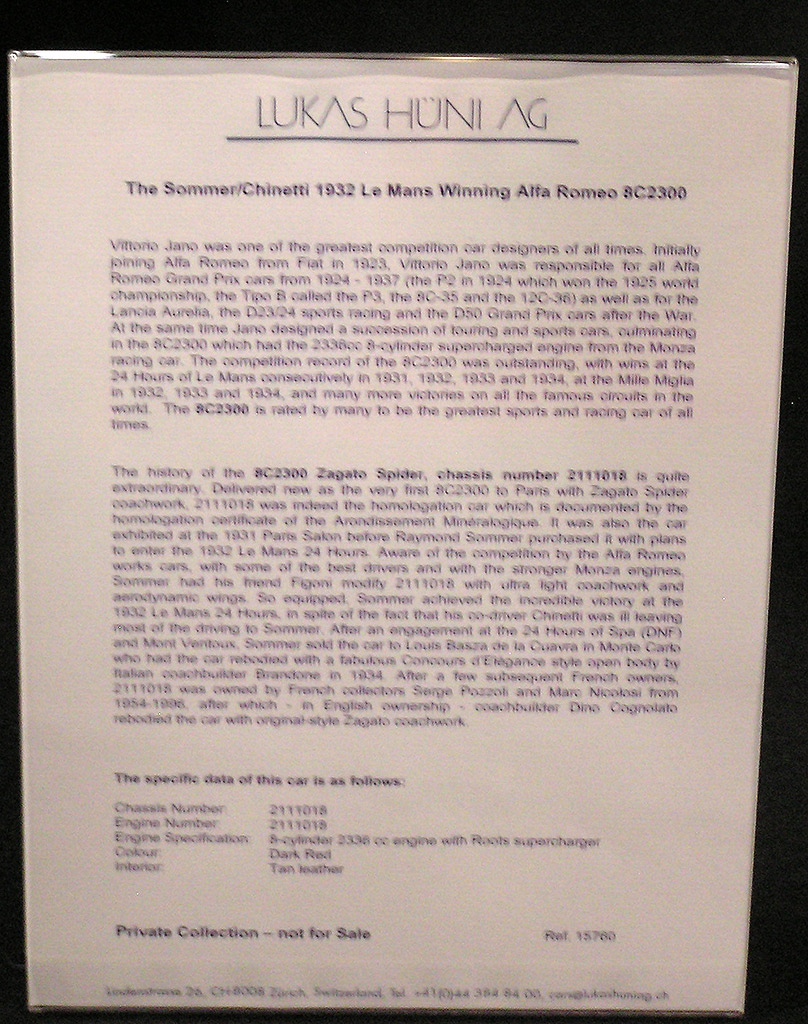 LUKAS HÜNI AG
The Sommer/Chinetti 1932 Le Mans Winning Alfa Romeo 8C2300
Vittorio Jano was one of the greatest competition car designers of all times. Initially
joining Alfa Romeo from Fiat in 1923, Vittorio Jano was responsible for all Alfa
Romeo Grand Prix cars from 1924 - 1937 (the P2 in 1924 which won the 1925 world
championship, the Tipo B called the P3, the 8C-35 and the 12C-36) as well as for the
Lancia Aurelia, the D23/24 sports racing and the D50 Grand Prix cars after the War.
At the same time Jano designed a succession of touring and sports cars, culminating
in the 8C2300 which had the 2336cc 8-cylinder supercharged engine from the Monza
racing car. The competition record of the 8C2300 was outstanding, with wins at the
24 Hours of Le Mans consecutively in 1931, 1932, 1933 and 1934, at the Mille Miglia
in 1932, 1933 and 1934, and many more victories on all the famous circuits in the
world. The 8C2300 is rated by many to be the greatest sports and racing car of all
times.
The history of the 8C2300 Zagato Spider, chassis number 2111018 is quite
extraordinary. Delivered new as the very first 8C2300 to Paris with Zagato Spider
coachwork, 2111018 was indeed the homologation car which is documented by the
homologation certificate of the Arondissement Minéralogique. It was also the car
exhibited at the 1931 Paris Salon before Raymond Sommer purchased it with plans
to enter the 1932 Le Mans 24 Hours. Aware of the competition by the Alfa Romeo
works cars, with some of the best drivers and with the stronger Monza engines,
Sommer had his friend Figoni modify 2111018 with ultra light coachwork and
aerodynamic wings. So equipped, Sommer achieved the incredible victory at the
1932 Le Mans 24 Hours, in spite of the fact that his co-driver Chinetti was ill leaving
most of the driving to Sommer. After an engagement at the 24 Hours of Spa (DNF)
and Mont Ventoux, Sommer sold the car to Louis Basza de la Cuavra in Monte Carlo
who had the car rebodied with a fabulous Concours d'Elégance style open body by
Italian coachbuilder Brandone in 1934. After a few subsequent French owners,
2111018 was owned by French collectors Serge Pozzoli and Marc Nicolosi from
1954-1996, after which - in English ownership - coachbuilder Dino Cognolato
rebodied the car with original-style Zagato coachwork.
The specific data of this car is as follows:
Chassis Number: 2111018
Engine Number: 2111018
Engine Specification: 8-cylinder 2336 cc engine with Roots supercharger
Colour: Dark Red
Interior: Tan leather
Private Collection – not for Sale Ref. 15760
Lindenstrasse 26, CH-8008 Zürich, Switzerland, Tel. +41(0)44 384 84 00, cars@lukashuniag.ch